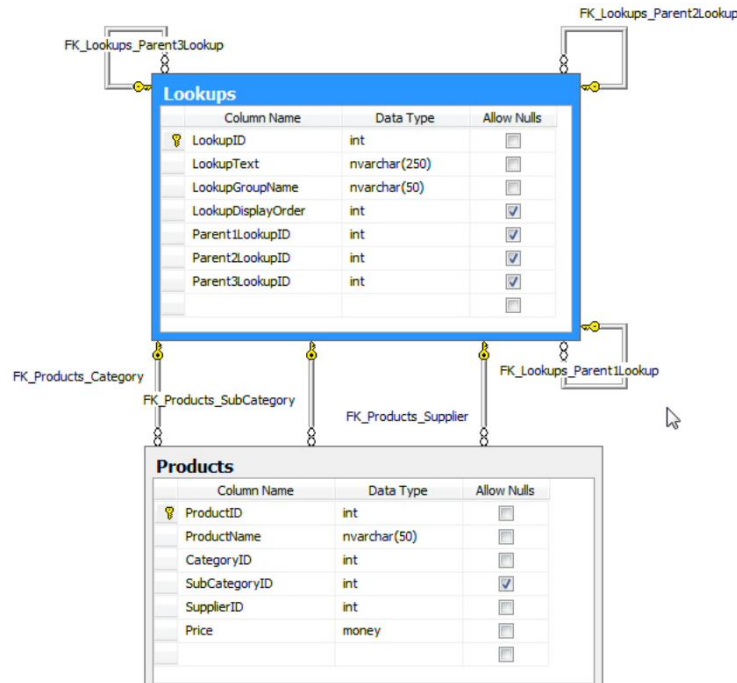 FK_Lookups_Parent2Lookup
FK_Lookups_Parent3Lookup
Lookups
Column Name Data Type Allow Nulls
LookupID int
LookupText nvarchar(250)
LookupGroupName nvarchar(50)
LookupDisplayOrder int
Parent1LookupID int
Parent2LookupID int
Parent3LookupID int
FK_Lookups_Parent1Lookup
FK_Products_Category
FK_Products_SubCategory
FK_Products_Supplier
Products
Column Name Data Type Allow Nulls
ProductID int
ProductName nvarchar(50)
CategoryID int
SubCategoryID int
SupplierID int
Price money